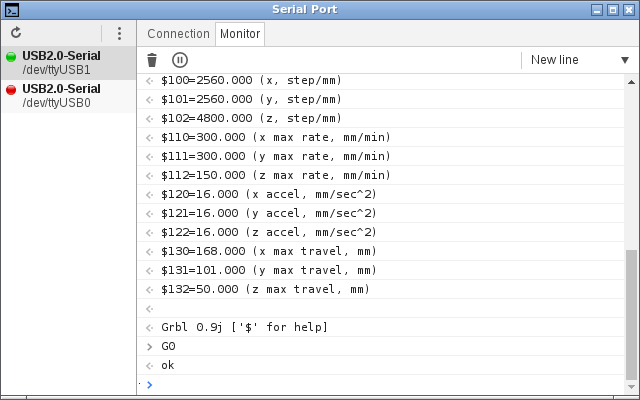 Serial Port
Connection
Monitor
USB2.0-Serial
/dev/ttyUSB1
USB2.0-Serial
/dev/ttyUSB0
New line
$100=2560.000 (x, step/mm)
$101=2560.000 (y, step/mm)
$102=4800.000 (z, step/mm)
$110=300.000 (x max rate, mm/min)
$111=300.000 (y max rate, mm/min)
$112=150.000 (z max rate, mm/min)
$120=16.000 (x accel, mm/sec^2)
$121=16.000 (y accel, mm/sec^2)
$122=16.000 (z accel, mm/sec^2)
$130=168.000 (x max travel, mm)
$131=101.000 (y max travel, mm)
$132=50.000 (z max travel, mm)
Grbl 0.9j ['$' for help]
G0
ok